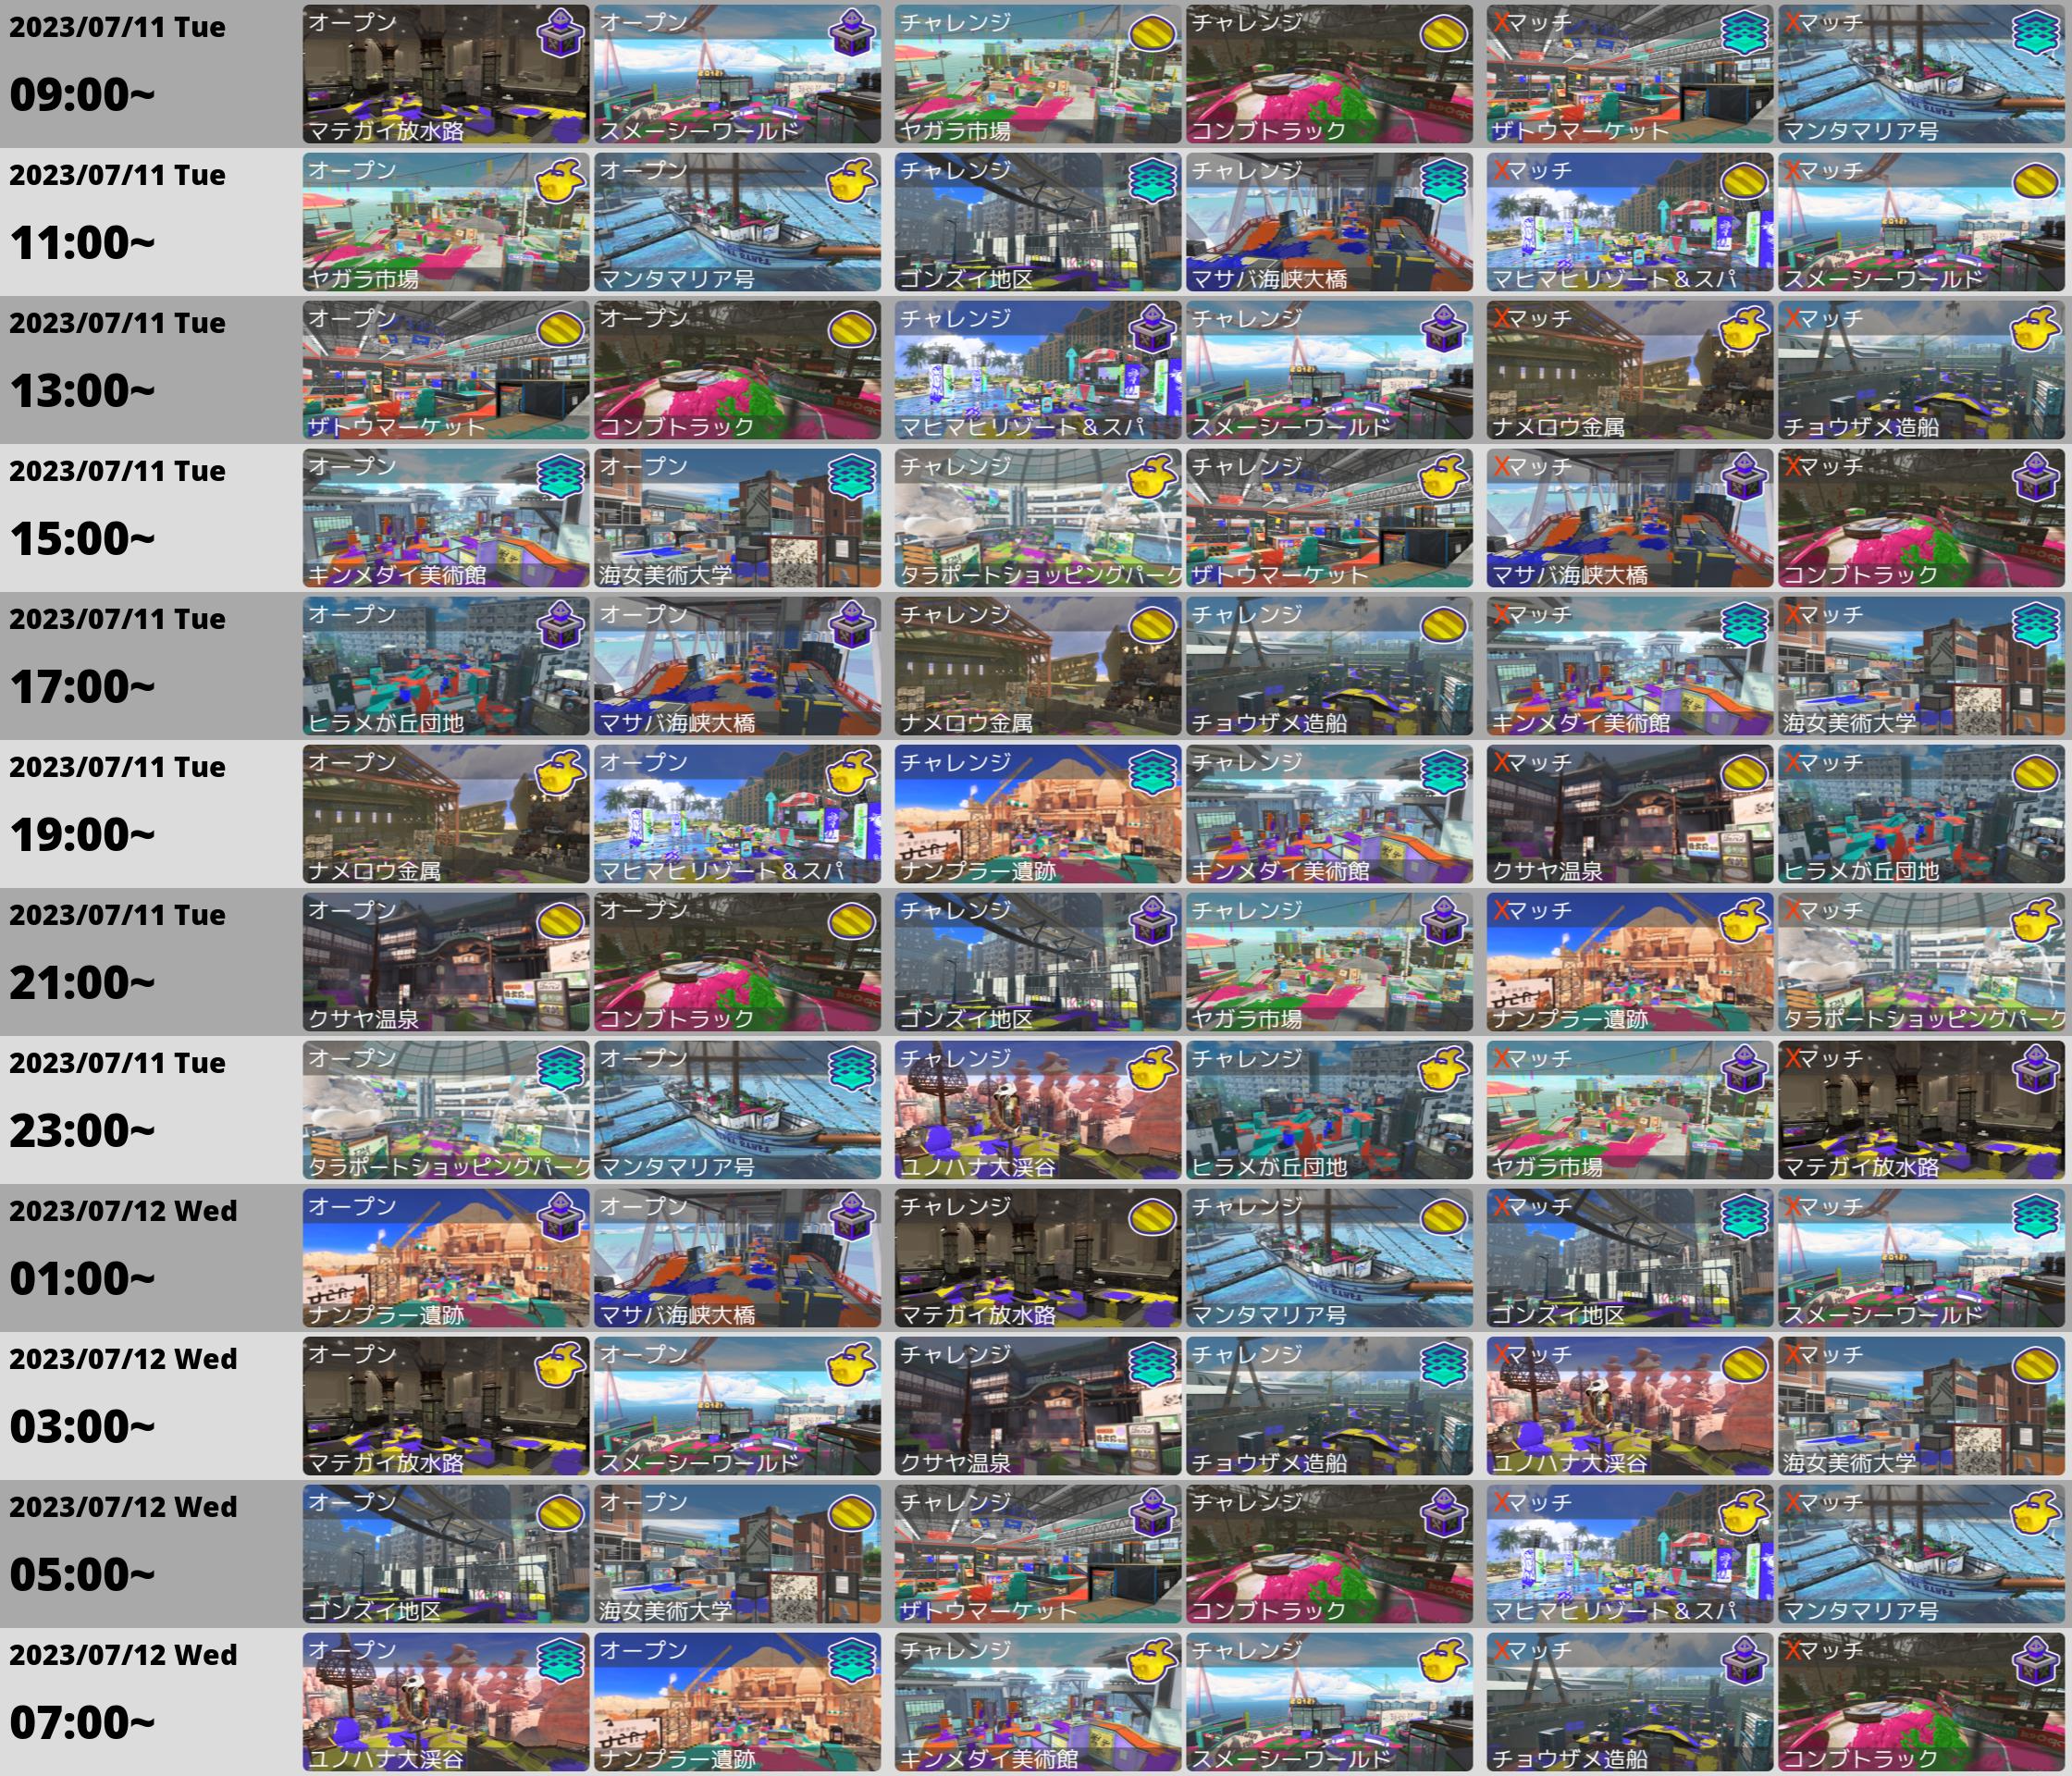 2023/07/11 Tue
09:00~
オープン オープン チャレンジ チャレンジ Xマッチ Xマッチ
マテガイ放水路 スメーシーワールド ヤガラ市場 コンブトラック ザトウマーケット マンタマリア号
2023/07/11 Tue
11:00~
オープン オープン チャレンジ チャレンジ Xマッチ Xマッチ
ヤガラ市場 マンタマリア号 ゴンズイ地区 マサバ海峡大橋 マヒマヒリゾート&スパ スメーシーワールド
2023/07/11 Tue
13:00~
オープン オープン チャレンジ チャレンジ Xマッチ Xマッチ
ザトウマーケット コンブトラック マヒマヒリゾート&スパ スメーシーワールド ナメロウ金属 チョウザメ造船
2023/07/11 Tue
15:00~
オープン オープン チャレンジ チャレンジ Xマッチ Xマッチ
キンメダイ美術館 海女美術大学 タラポートショッピングパーク ザトウマーケット マサバ海峡大橋 コンブトラック
2023/07/11 Tue
17:00~
オープン オープン チャレンジ チャレンジ Xマッチ Xマッチ
ヒラメが丘団地 マサバ海峡大橋 ナメロウ金属 チョウザメ造船 キンメダイ美術館 海女美術大学
2023/07/11 Tue
19:00~
オープン オープン チャレンジ チャレンジ Xマッチ Xマッチ
ナメロウ金属 マヒマヒリゾート&スパ ナンプラー遺跡 キンメダイ美術館 クサヤ温泉 ヒラメが丘団地
2023/07/11 Tue
21:00~
オープン オープン チャレンジ チャレンジ Xマッチ Xマッチ
クサヤ温泉 コンブトラック ゴンズイ地区 ヤガラ市場 ナンプラー遺跡 タラポートショッピングパーク
2023/07/11 Tue
23:00~
オープン オープン チャレンジ チャレンジ Xマッチ Xマッチ
タラポートショッピングパーク マンタマリア号 ユノハナ大渓谷 ヒラメが丘団地 ヤガラ市場 マテガイ放水路
2023/07/12 Wed
01:00~
オープン オープン チャレンジ チャレンジ Xマッチ Xマッチ
ナンプラー遺跡 マサバ海峡大橋 マテガイ放水路 マンタマリア号 ゴンズイ地区 スメーシーワールド
2023/07/12 Wed
03:00~
オープン オープン チャレンジ チャレンジ Xマッチ Xマッチ
マテガイ放水路 スメーシーワールド クサヤ温泉 チョウザメ造船 ユノハナ大渓谷 海女美術大学
2023/07/12 Wed
05:00~
オープン オープン チャレンジ チャレンジ Xマッチ Xマッチ
ゴンズイ地区 海女美術大学 ザトウマーケット コンブトラック マヒマヒリゾート&スパ マンタマリア号
2023/07/12 Wed
07:00~
オープン オープン チャレンジ チャレンジ Xマッチ Xマッチ
ユノハナ大渓谷 ナンプラー遺跡 キンメダイ美術館 スメーシーワールド チョウザメ造船 コンブトラック